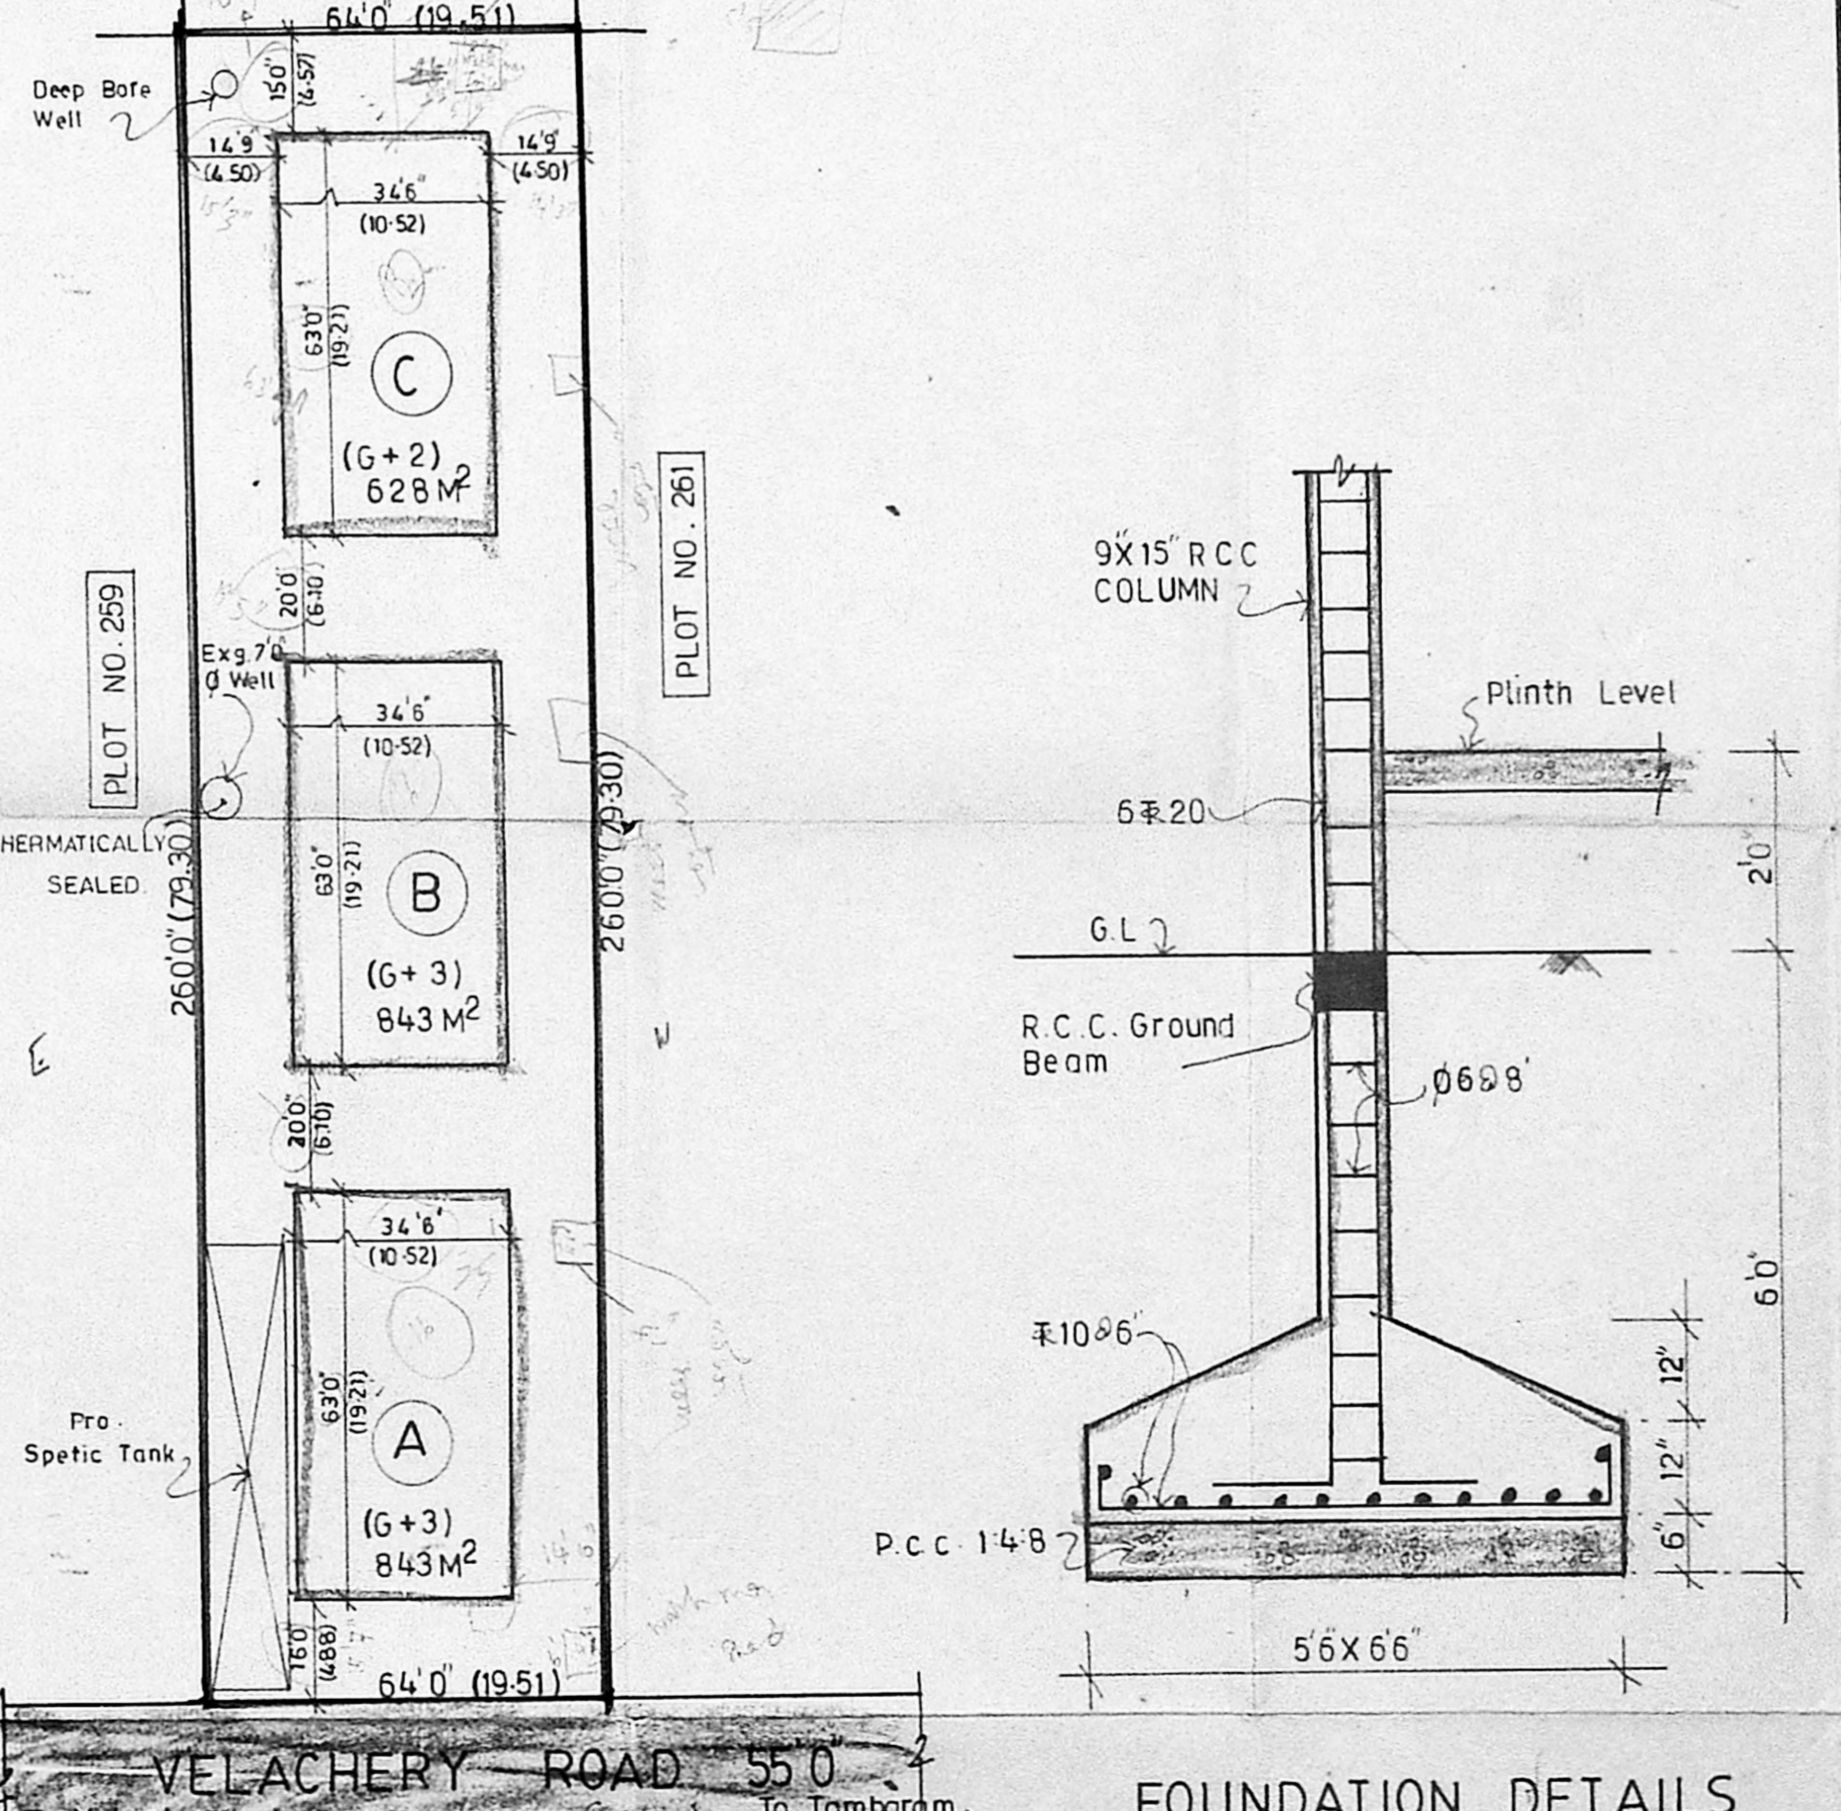 64'0" (19.51)
Deep Bore
Well
15'0"
(4.57)
14'9"
(4.50)
14'9"
(4.50)
34'6"
(10.52)
63'0"
(19.21)
C
(G+2)
628 M²
PLOT NO. 261
PLOT NO. 259
20'0"
(6.10)
Exg. 7'0"
Ø Well
34'6"
(10.52)
HERMATICALLY
SEALED.
260'0" (79.30)
260'0" (79.30)
63'0"
(19.21)
B
(G+ 3)
843 M²
E
20'0"
(6.10)
34'6"
(10.52)
63'0"
(19.21)
A
(G+3)
843 M²
Pro.
Spetic Tank
16'0"
(4.88)
64'0" (19.51)
VELACHERY ROAD 55'0"
To Tambaram.
9"X15" R C C
COLUMN
Plinth Level
20
2'0"
G.L
R.C.C. Ground
Beam
Ø6@8"
6'0"
10@6"
12"
12"
P.C.C. 1:4:8
6"
5'6"X6'6"
FOUNDATION DETAILS